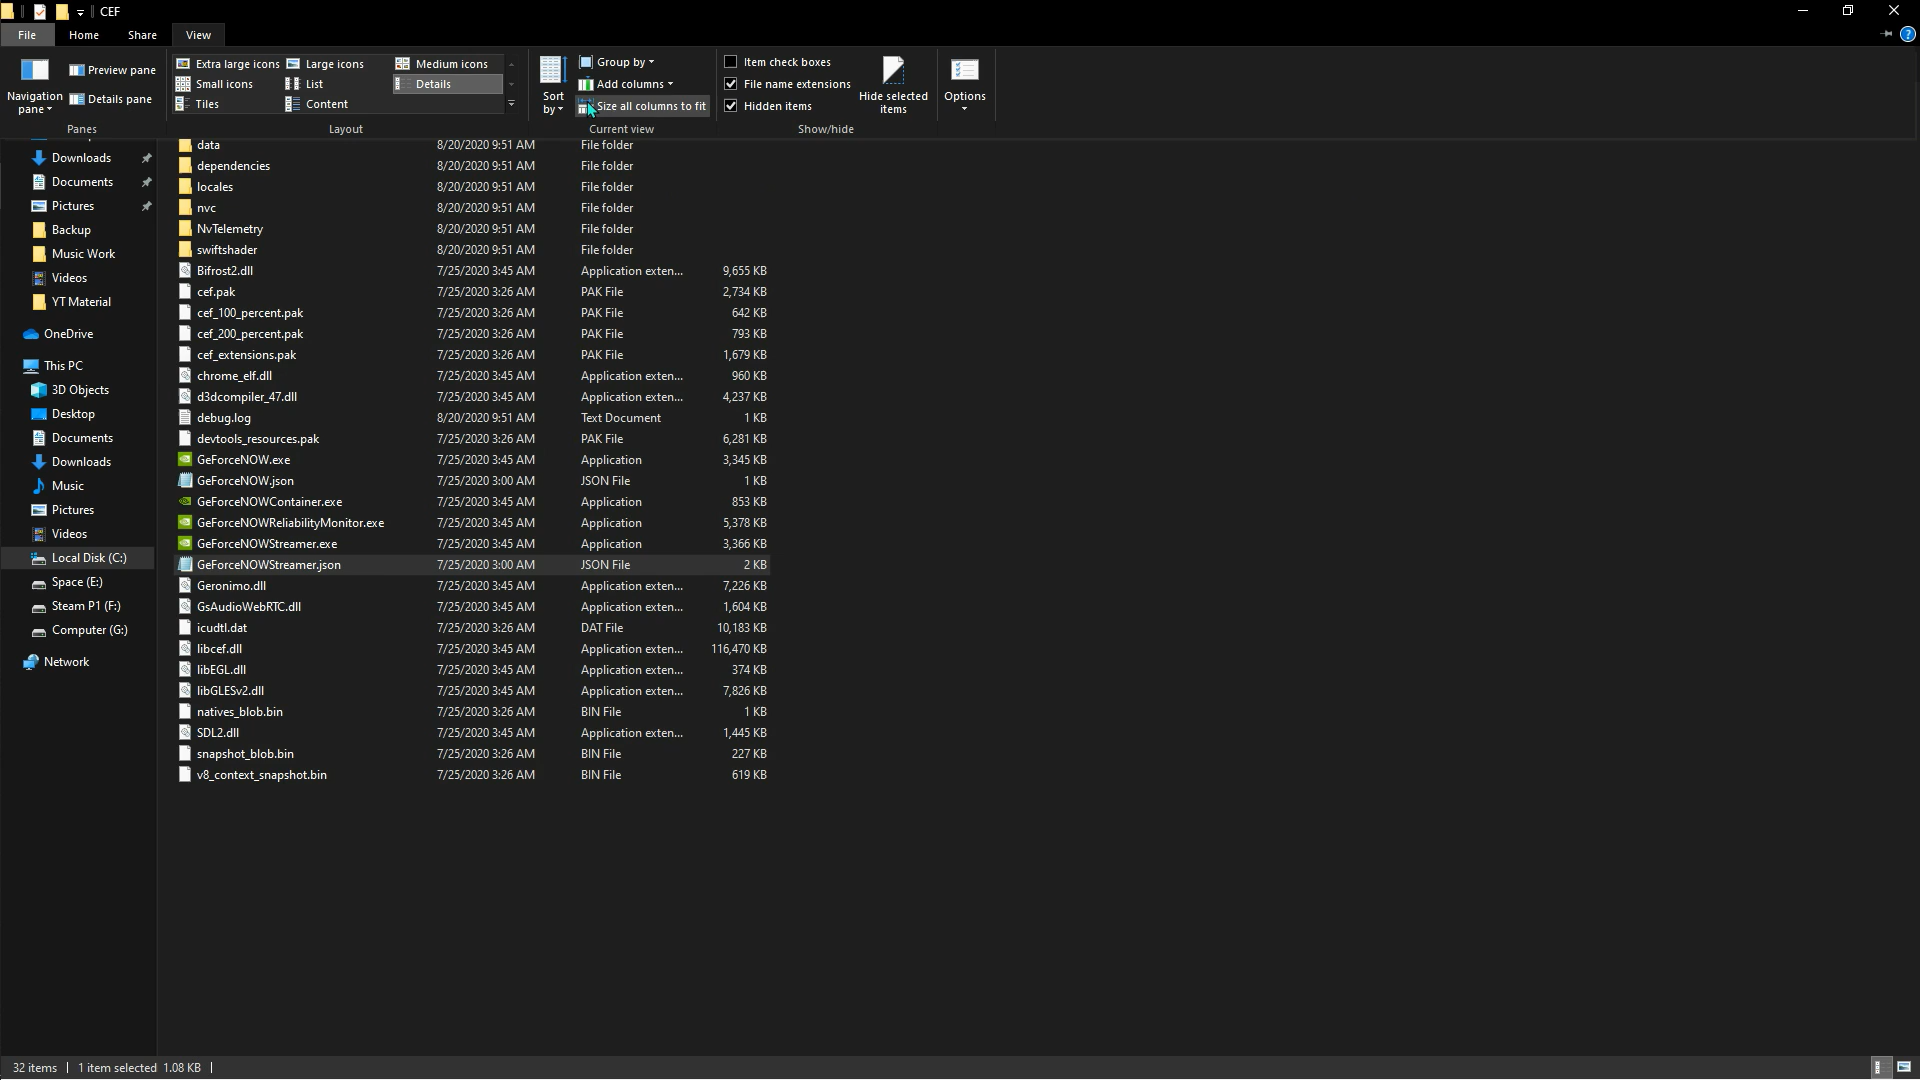 CEF
File Home Share View
Navigation pane
Preview pane
Details pane
Panes
Extra large icons Large icons Medium icons
Small icons List Details
Tiles Content
Layout
Sort by
Group by
Add columns
Size all columns to fit
Current view
Item check boxes
File name extensions
Hidden items
Hide selected items
Show/hide
Options
Downloads
Documents
Pictures
Backup
Music Work
Videos
YT Material
OneDrive
This PC
3D Objects
Desktop
Documents
Downloads
Music
Pictures
Videos
Local Disk (C:)
Space (E:)
Steam P1 (F:)
Computer (G:)
Network
data 8/20/2020 9:51 AM File folder
dependencies 8/20/2020 9:51 AM File folder
locales 8/20/2020 9:51 AM File folder
nvc 8/20/2020 9:51 AM File folder
NvTelemetry 8/20/2020 9:51 AM File folder
swiftshader 8/20/2020 9:51 AM File folder
Bifrost2.dll 7/25/2020 3:45 AM Application exten... 9,655 KB
cef.pak 7/25/2020 3:26 AM PAK File 2,734 KB
cef_100_percent.pak 7/25/2020 3:26 AM PAK File 642 KB
cef_200_percent.pak 7/25/2020 3:26 AM PAK File 793 KB
cef_extensions.pak 7/25/2020 3:26 AM PAK File 1,679 KB
chrome_elf.dll 7/25/2020 3:45 AM Application exten... 960 KB
d3dcompiler_47.dll 7/25/2020 3:45 AM Application exten... 4,237 KB
debug.log 8/20/2020 9:51 AM Text Document 1 KB
devtools_resources.pak 7/25/2020 3:26 AM PAK File 6,281 KB
GeForceNOW.exe 7/25/2020 3:45 AM Application 3,345 KB
GeForceNOW.json 7/25/2020 3:00 AM JSON File 1 KB
GeForceNOWContainer.exe 7/25/2020 3:45 AM Application 853 KB
GeForceNOWReliabilityMonitor.exe 7/25/2020 3:45 AM Application 5,378 KB
GeForceNOWStreamer.exe 7/25/2020 3:45 AM Application 3,366 KB
GeForceNOWStreamer.json 7/25/2020 3:00 AM JSON File 2 KB
Geronimo.dll 7/25/2020 3:45 AM Application exten... 7,226 KB
GsAudioWebRTC.dll 7/25/2020 3:45 AM Application exten... 1,604 KB
icudtl.dat 7/25/2020 3:26 AM DAT File 10,183 KB
libcef.dll 7/25/2020 3:45 AM Application exten... 116,470 KB
libEGL.dll 7/25/2020 3:45 AM Application exten... 374 KB
libGLESv2.dll 7/25/2020 3:45 AM Application exten... 7,826 KB
natives_blob.bin 7/25/2020 3:26 AM BIN File 1 KB
SDL2.dll 7/25/2020 3:45 AM Application exten... 1,445 KB
snapshot_blob.bin 7/25/2020 3:26 AM BIN File 227 KB
v8_context_snapshot.bin 7/25/2020 3:26 AM BIN File 619 KB
32 items 1 item selected 1.08 KB